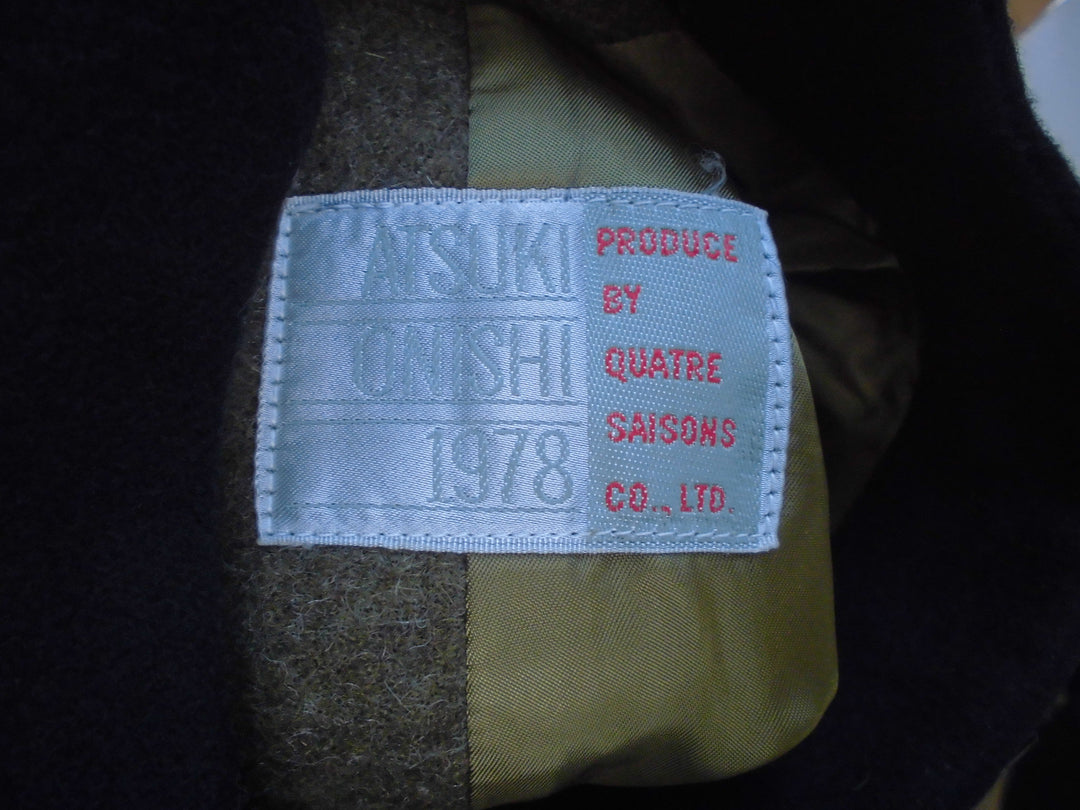 ATSUKI
ONISHI
1978
PRODUCE
BY
QUATRE
SAISONS
CO., LTD.